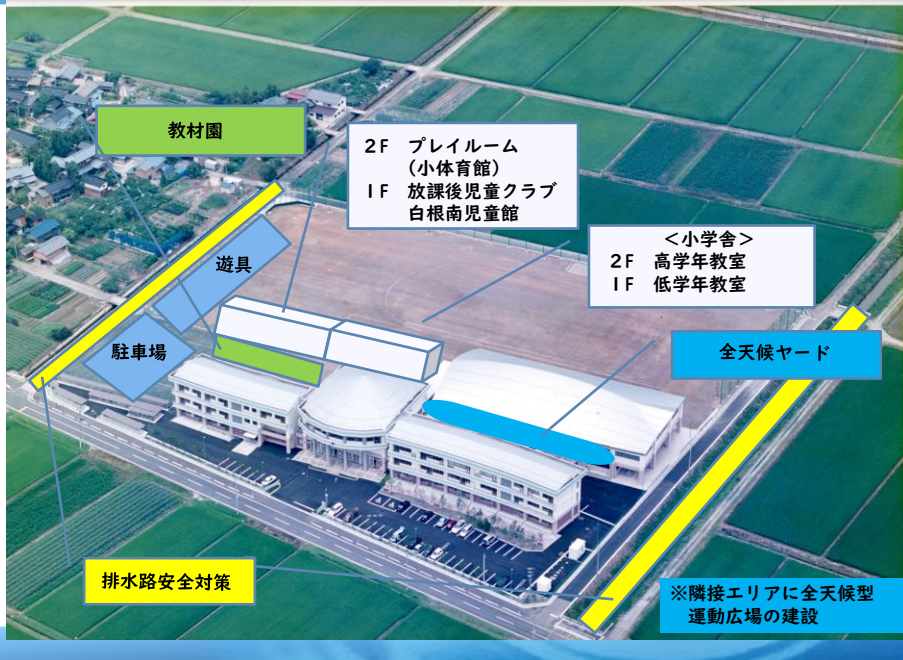 教材園
2F　プレイルーム
(小体育館)
1F　放課後児童クラブ
白根南児童館
＜小学舎＞
2F　高学年教室
1F　低学年教室
遊具
駐車場
全天候ヤード
排水路安全対策
※隣接エリアに全天候型
運動広場の建設